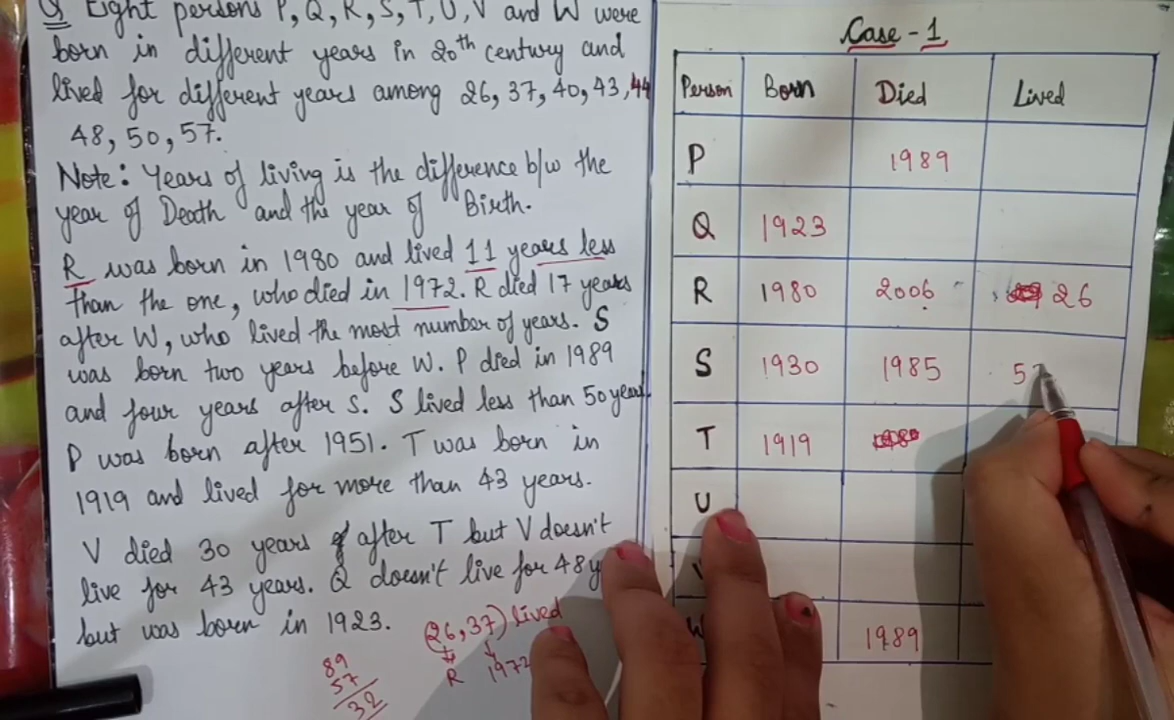 Q Eight persons P, Q, R, S, T, U, V and W were
born in different years in 20th century and
lived for different years among 26, 37, 40, 43, 44
48, 50, 57.
Note: Years of living is the difference b/w the
year of Death and the year of Birth.
R was born in 1980 and lived 11 years less
than the one, who died in 1972. R died 17 years
after W, who lived the most number of years. S
was born two years before W. P died in 1989
and four years after S. S lived less than 50 years.
P was born after 1951. T was born in
1919 and lived for more than 43 years.
V died 30 years after T but V doesn't
live for 43 years. Q doesn't live for 48 y
but was born in 1923.
(26, 37) lived
R 1972
89
57
32
Case - 1
Person Born Died Lived
P 1989
Q 1923
R 1980 2006 26
S 1930 1985 5
T 1919
U
1989